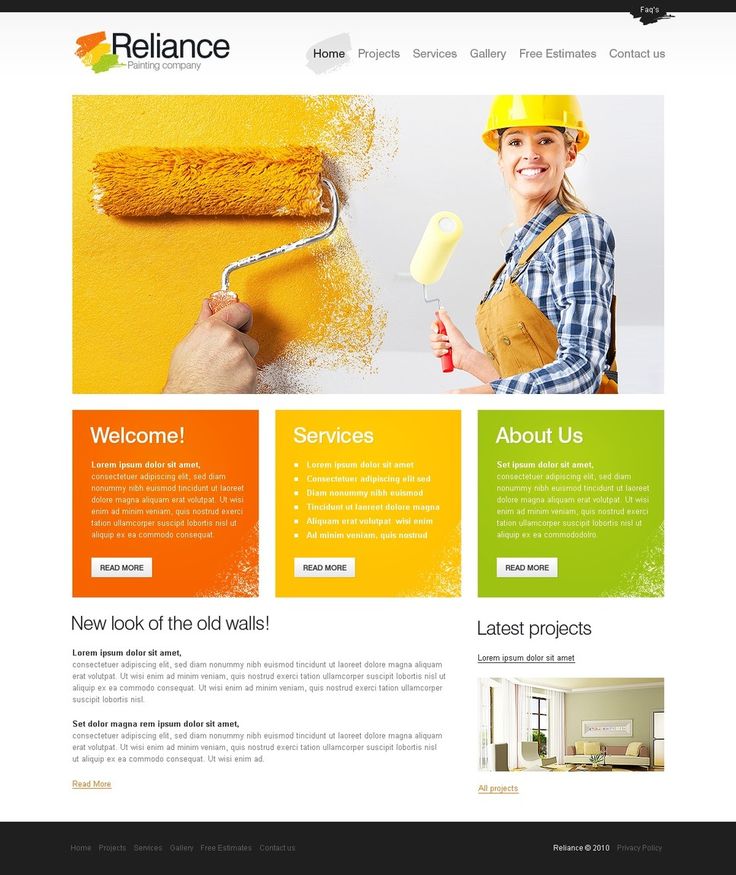 Faq's
Reliance
Painting company
Home Projects Services Gallery Free Estimates Contact us
Welcome!
Lorem ipsum dolor sit amet,
consectetuer adipiscing elit, sed diam
nonummy nibh euismod tincidunt ut laoreet
dolore magna aliquam erat volutpat. Ut wisi
enim ad minim veniam, quis nostrud exerci
tation ullamcorper suscipit lobortis nisl ut
aliquip ex ea commodo consequat.
READ MORE
Services
Lorem ipsum dolor sit amet
Consectetuer adipiscing elit sed
Diam nonummy nibh euismod
Tincidunt ut laoreet dolore magna
Aliquam erat volutpat wisi enim
Ad minim veniam, quis nostrud
READ MORE
About Us
Set ipsum dolor sit amet,
consectetuer adipiscing elit, sed diam
nonummy nibh euismod tincidunt ut laoreet
dolore magna aliquam erat volutpat. Ut wisi
enim ad minim veniam, quis nostrud exerci
tation ullamcorper suscipit lobortis nisl ut
aliquip ex ea commododolro.
READ MORE
New look of the old walls!
Lorem ipsum dolor sit amet,
consectetuer adipiscing elit, sed diam nonummy nibh euismod tincidunt ut laoreet dolore magna aliquam
erat volutpat. Ut wisi enim ad minim veniam, quis nostrud exerci tation ullamcorper suscipit lobortis nisl ut
aliquip ex ea commodo consequat. Ut wisi enim ad minim veniam, quis nostrud exerci tation ullamcorper
suscipit lobortis nisl.
Set dolor magna rem ipsum dolor sit amet,
consectetuer adipiscing elit, sed diam nonummy nibh euismod tincidunt ut laoreet dolore magna aliquam
erat volutpat. Ut wisi enim ad minim veniam, quis nostrud exerci tation ullamcorper suscipit lobortis nisl
ut aliquip ex ea commodo consequat. Ut wisi enim ad.
Read More
Latest projects
Lorem ipsum dolor sit amet
All projects
Home Projects Services Gallery Free Estimates Contact us
Reliance © 2010 Privacy Policy